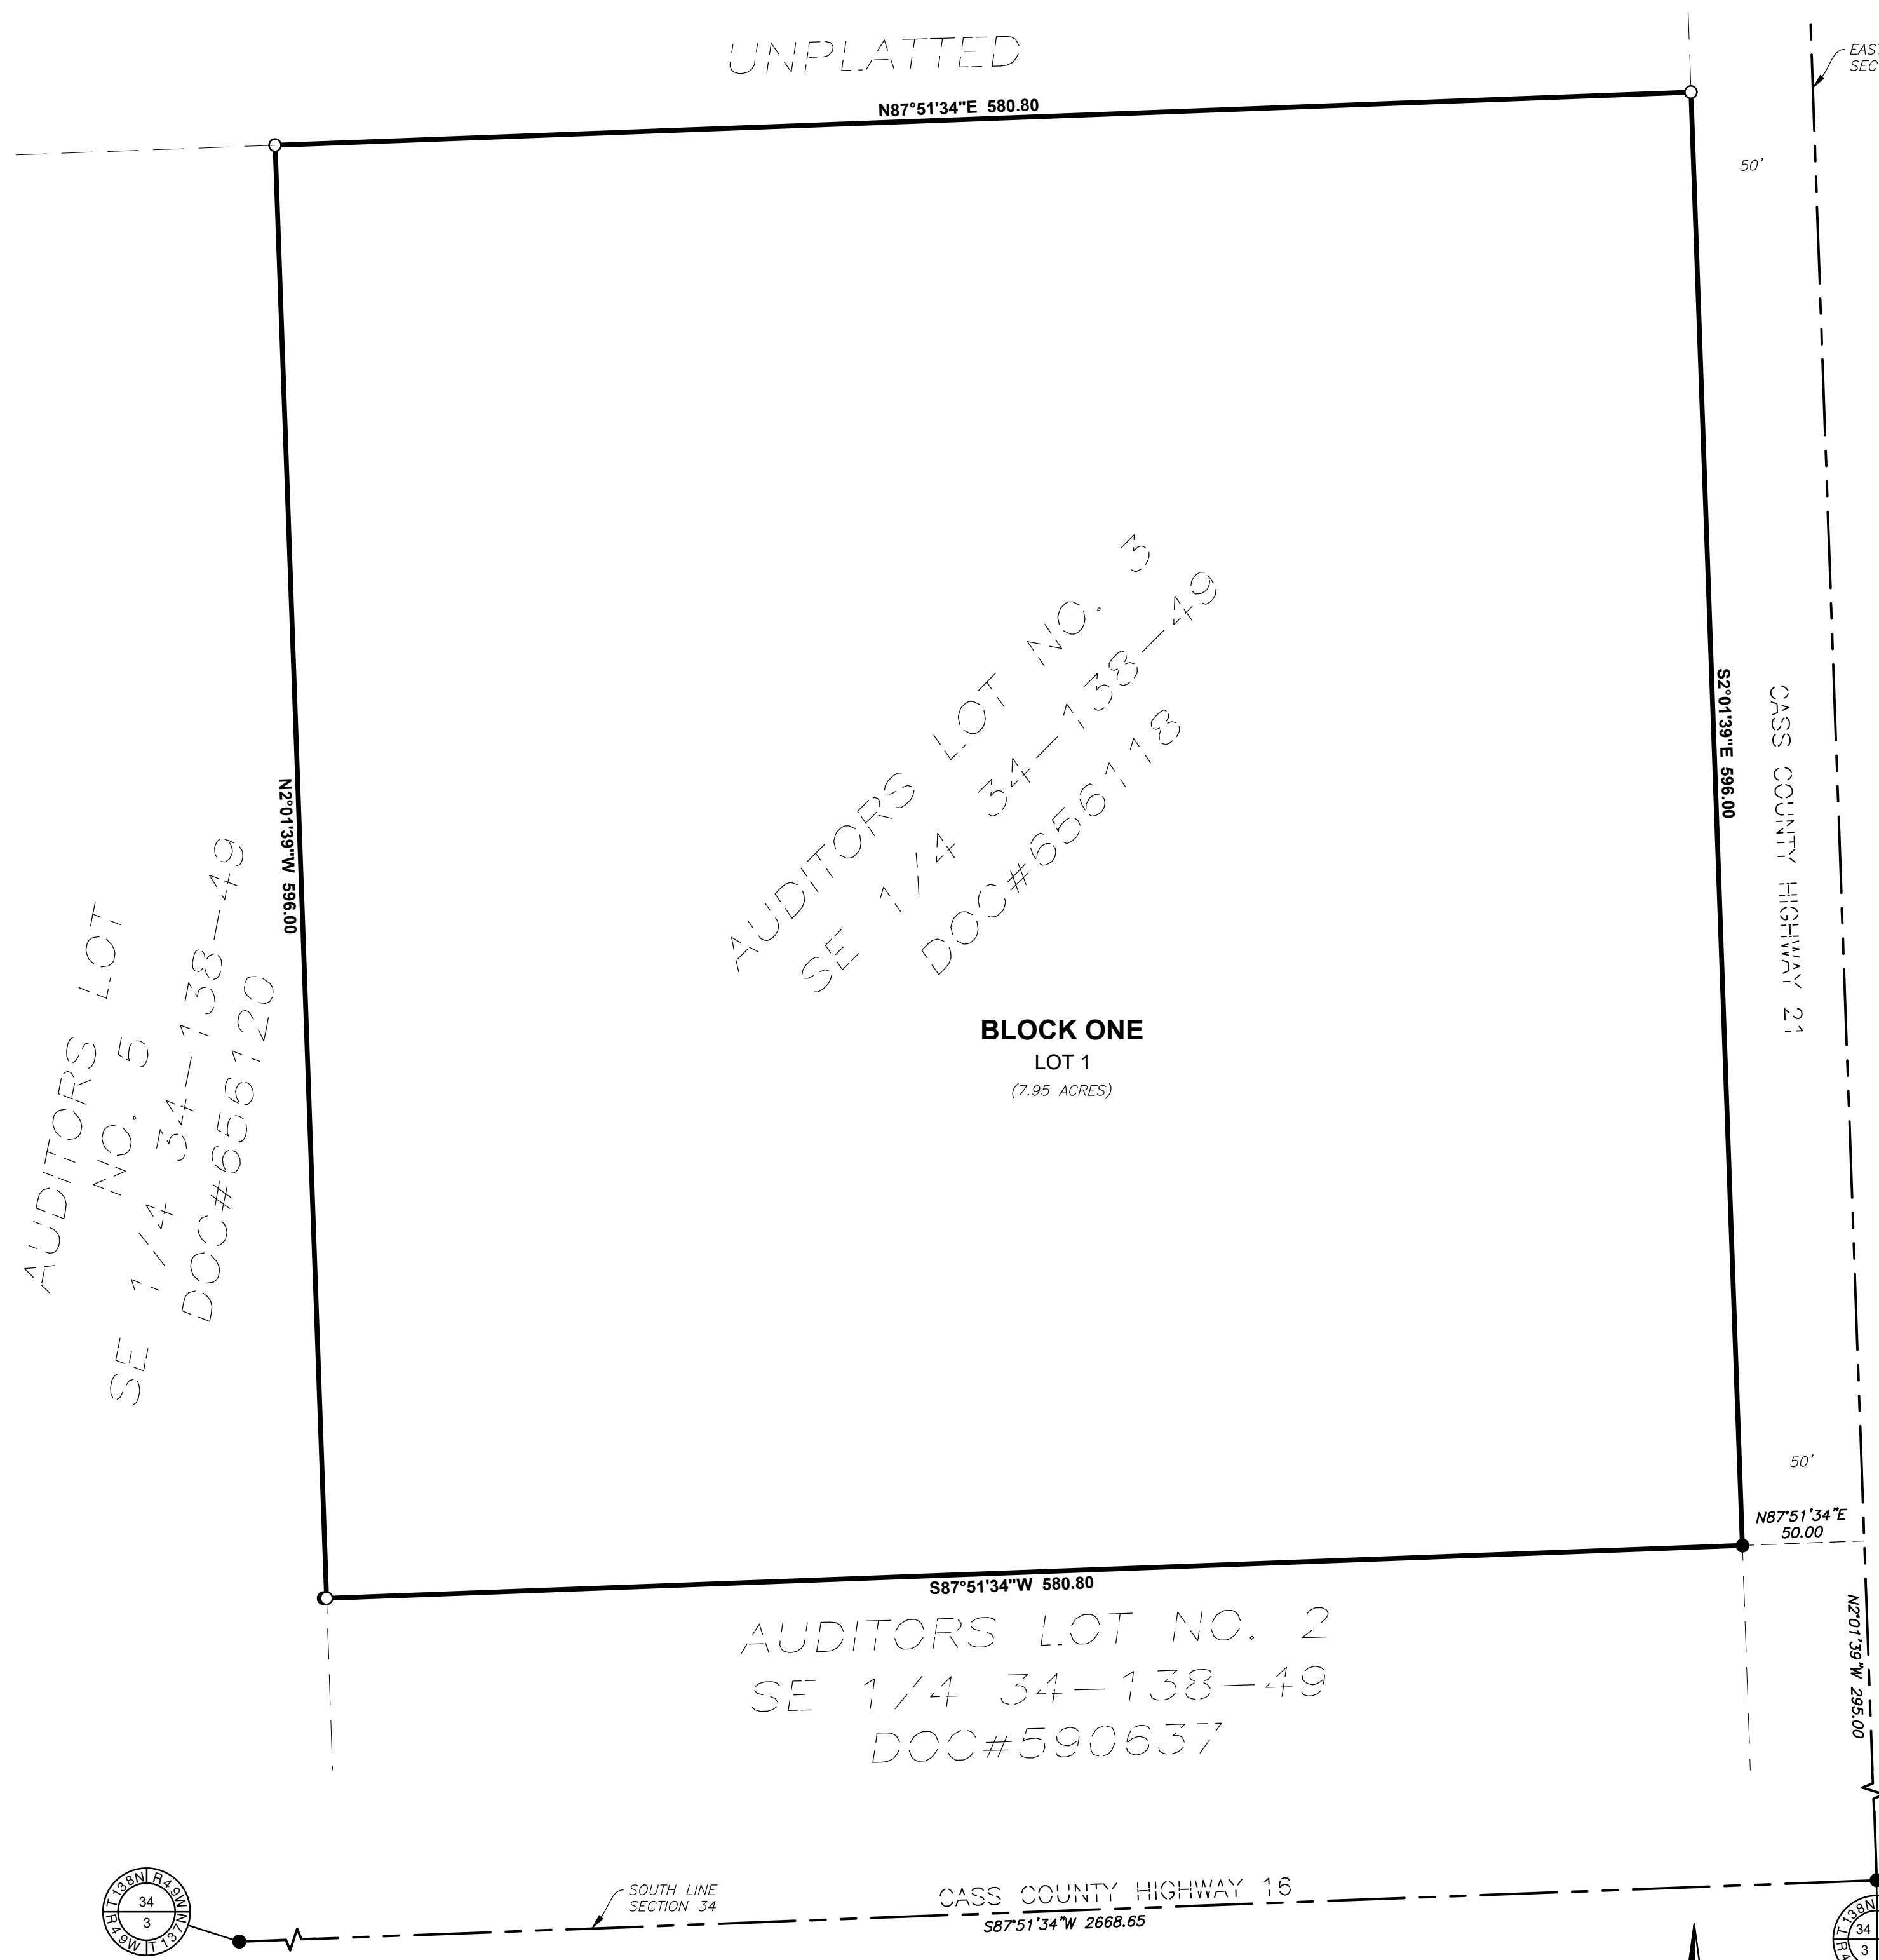 UNPLATTED
EAST
SEC
N87°51'34"E 580.80
50'
AUDITORS LOT NO. 3
SE 1/4 34-138-49
DOC#656118
S2°01'39"E 596.00
CASS COUNTY HIGHWAY 21
N2°01'39"W 596.00
AUDITORS LOT
NO. 5
SE 1/4 34-138-49
DOC#656120
BLOCK ONE
LOT 1
(7.95 ACRES)
50'
N87°51'34"E
50.00
S87°51'34"W 580.80
AUDITORS LOT NO. 2
SE 1/4 34-138-49
DOC#590637
N2°01'39"W 295.00
SOUTH LINE
SECTION 34
CASS COUNTY HIGHWAY 16
S87°51'34"W 2668.65
T138N R49W
34
3
R49W T137N
T138N
34
3